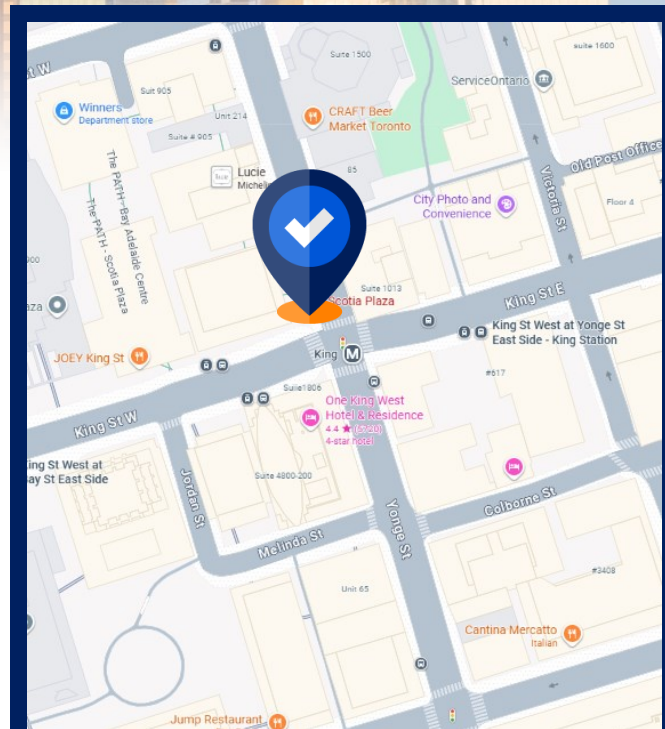 St W
Suite 1500
suite 1600
ServiceOntario
Suit 905
Winners
Department store
Unit 214
CRAFT Beer
Market Toronto
Suite # 905
Old Post Office
Lucie
85
Victoria St
City Photo and
Convenience
Floor 4
The PATH - Bay Adelaide Centre
The PATH - Scotia Plaza
Suite 1013
Scotia Plaza
King St E
King St West at Yonge St
East Side - King Station
King
JOEY King St
#617
Suite1806
One King West
Hotel & Residence
4-star hotel
King St W
King St West at
Bay St East Side
Suite 4800-200
Jordan St
Yonge St
Colborne St
Melinda St
#3408
Unit 65
Cantina Mercatto
Italian
Jump Restaurant